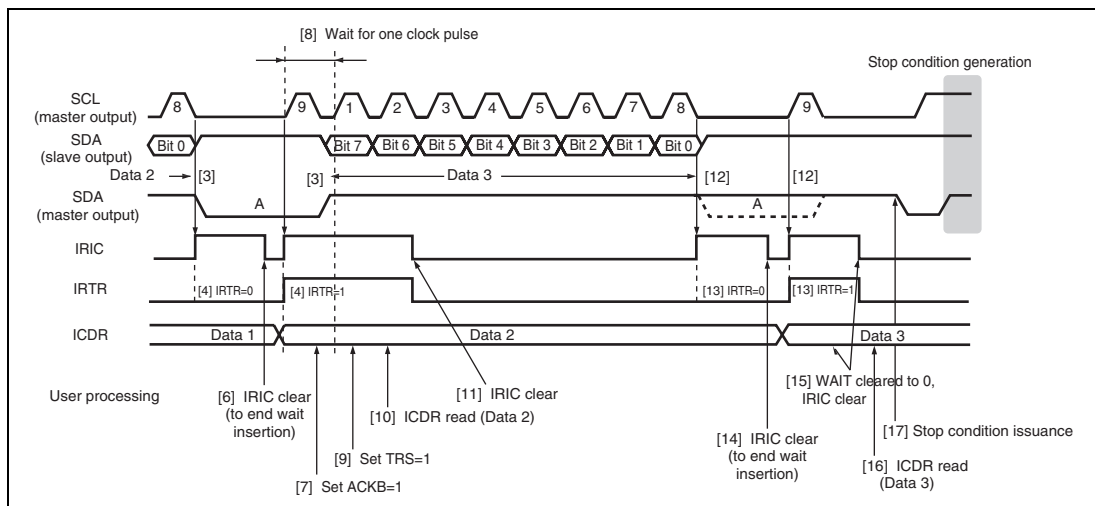 [8] Wait for one clock pulse
Stop condition generation
SCL
(master output)
8 9 1 2 3 4 5 6 7 8 9
SDA
(slave output)
Bit 0 Bit 7 Bit 6 Bit 5 Bit 4 Bit 3 Bit 2 Bit 1 Bit 0
Data 2 [3] [3] Data 3 [12] [12]
SDA
(master output)
A A
IRIC
IRTR
[4] IRTR=0 [4] IRTR=1 [13] IRTR=0 [13] IRTR=1
ICDR
Data 1 Data 2 Data 3
User processing
[6] IRIC clear
(to end wait
insertion)
[11] IRIC clear
[10] ICDR read (Data 2)
[9] Set TRS=1
[7] Set ACKB=1
[15] WAIT cleared to 0,
IRIC clear
[14] IRIC clear
(to end wait
insertion)
[17] Stop condition issuance
[16] ICDR read
(Data 3)